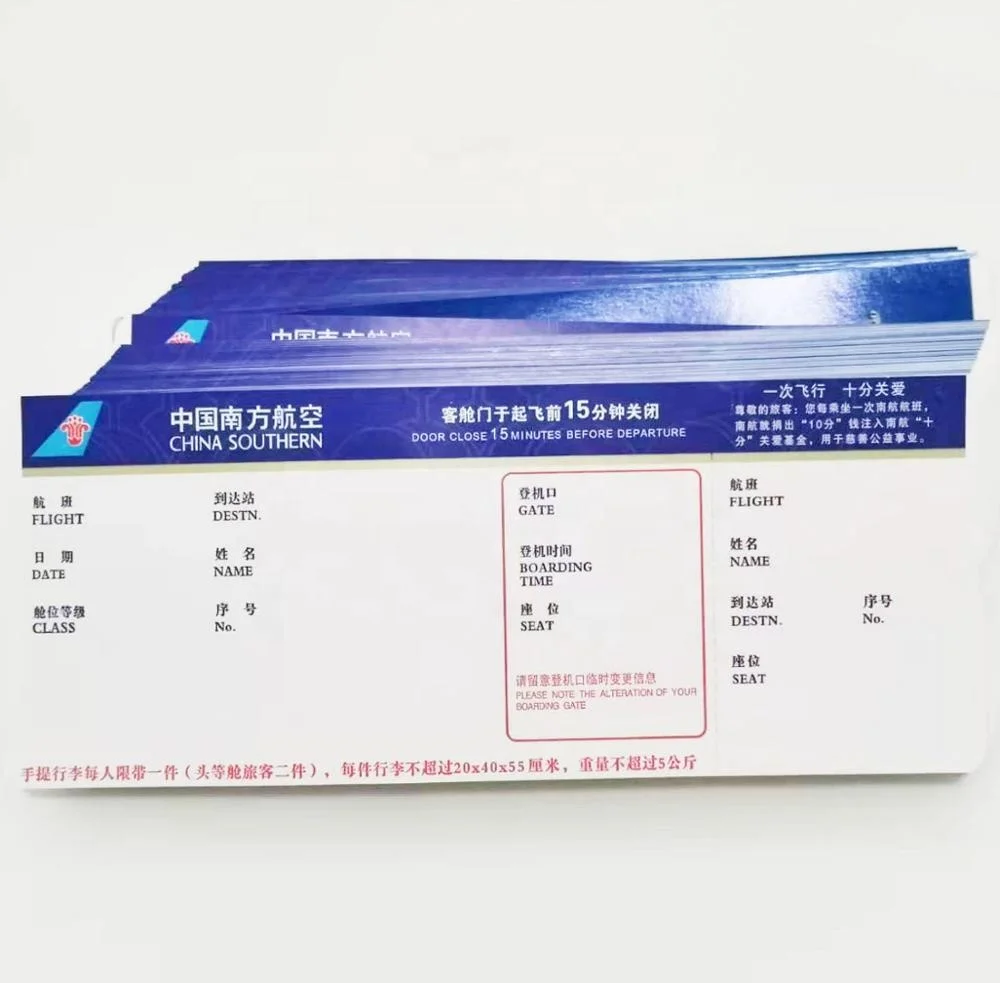 中国南方航空
中国南方航空
CHINA SOUTHERN
客舱门于起飞前15分钟关闭
DOOR CLOSE 15 MINUTES BEFORE DEPARTURE
一次飞行 十分关爱
尊敬的旅客：您每乘坐一次南航航班，
南航就捐出“10分”钱注入南航“十
分”关爱基金，用于慈善公益事业。
航 班
FLIGHT
到达站
DESTN.
日 期
DATE
姓 名
NAME
舱位等级
CLASS
序 号
No.
登机口
GATE
登机时间
BOARDING
TIME
座 位
SEAT
请留意登机口临时变更信息
PLEASE NOTE THE ALTERATION OF YOUR
BOARDING GATE
航班
FLIGHT
姓名
NAME
到达站
DESTN.
序号
No.
座位
SEAT
手提行李每人限带一件（头等舱旅客二件），每件行李不超过20x40x55厘米，重量不超过5公斤